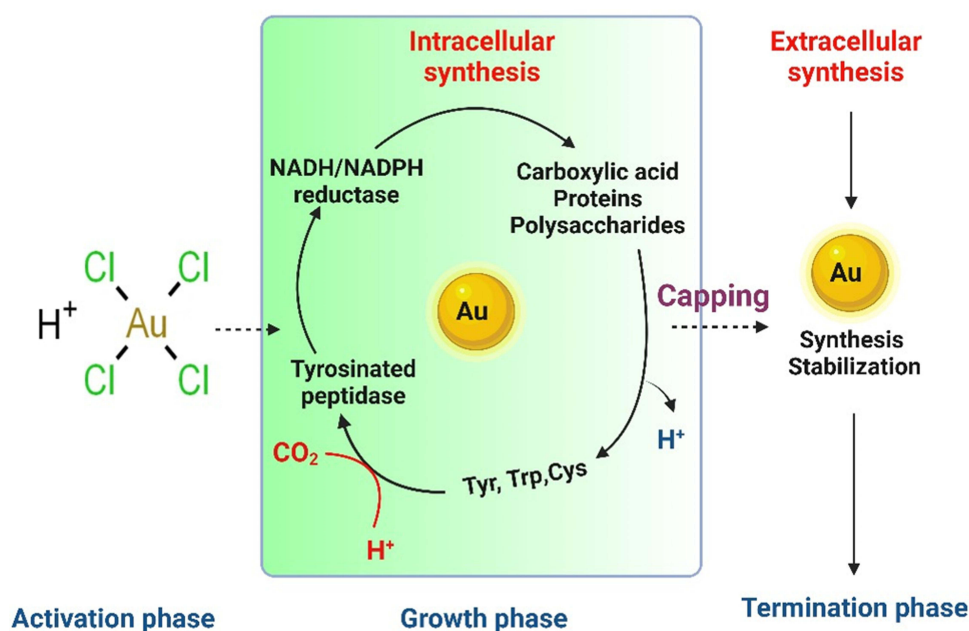 Intracellular
synthesis
Extracellular
synthesis
NADH/NADPH
reductase
Carboxylic acid
Proteins
Polysaccharides
H⁺
Cl
Cl
Au
Cl
Cl
Au
Capping
Au
Synthesis
Stabilization
Tyrosinated
peptidase
CO₂
H⁺
Tyr, Trp,Cys
H⁺
Activation phase
Growth phase
Termination phase